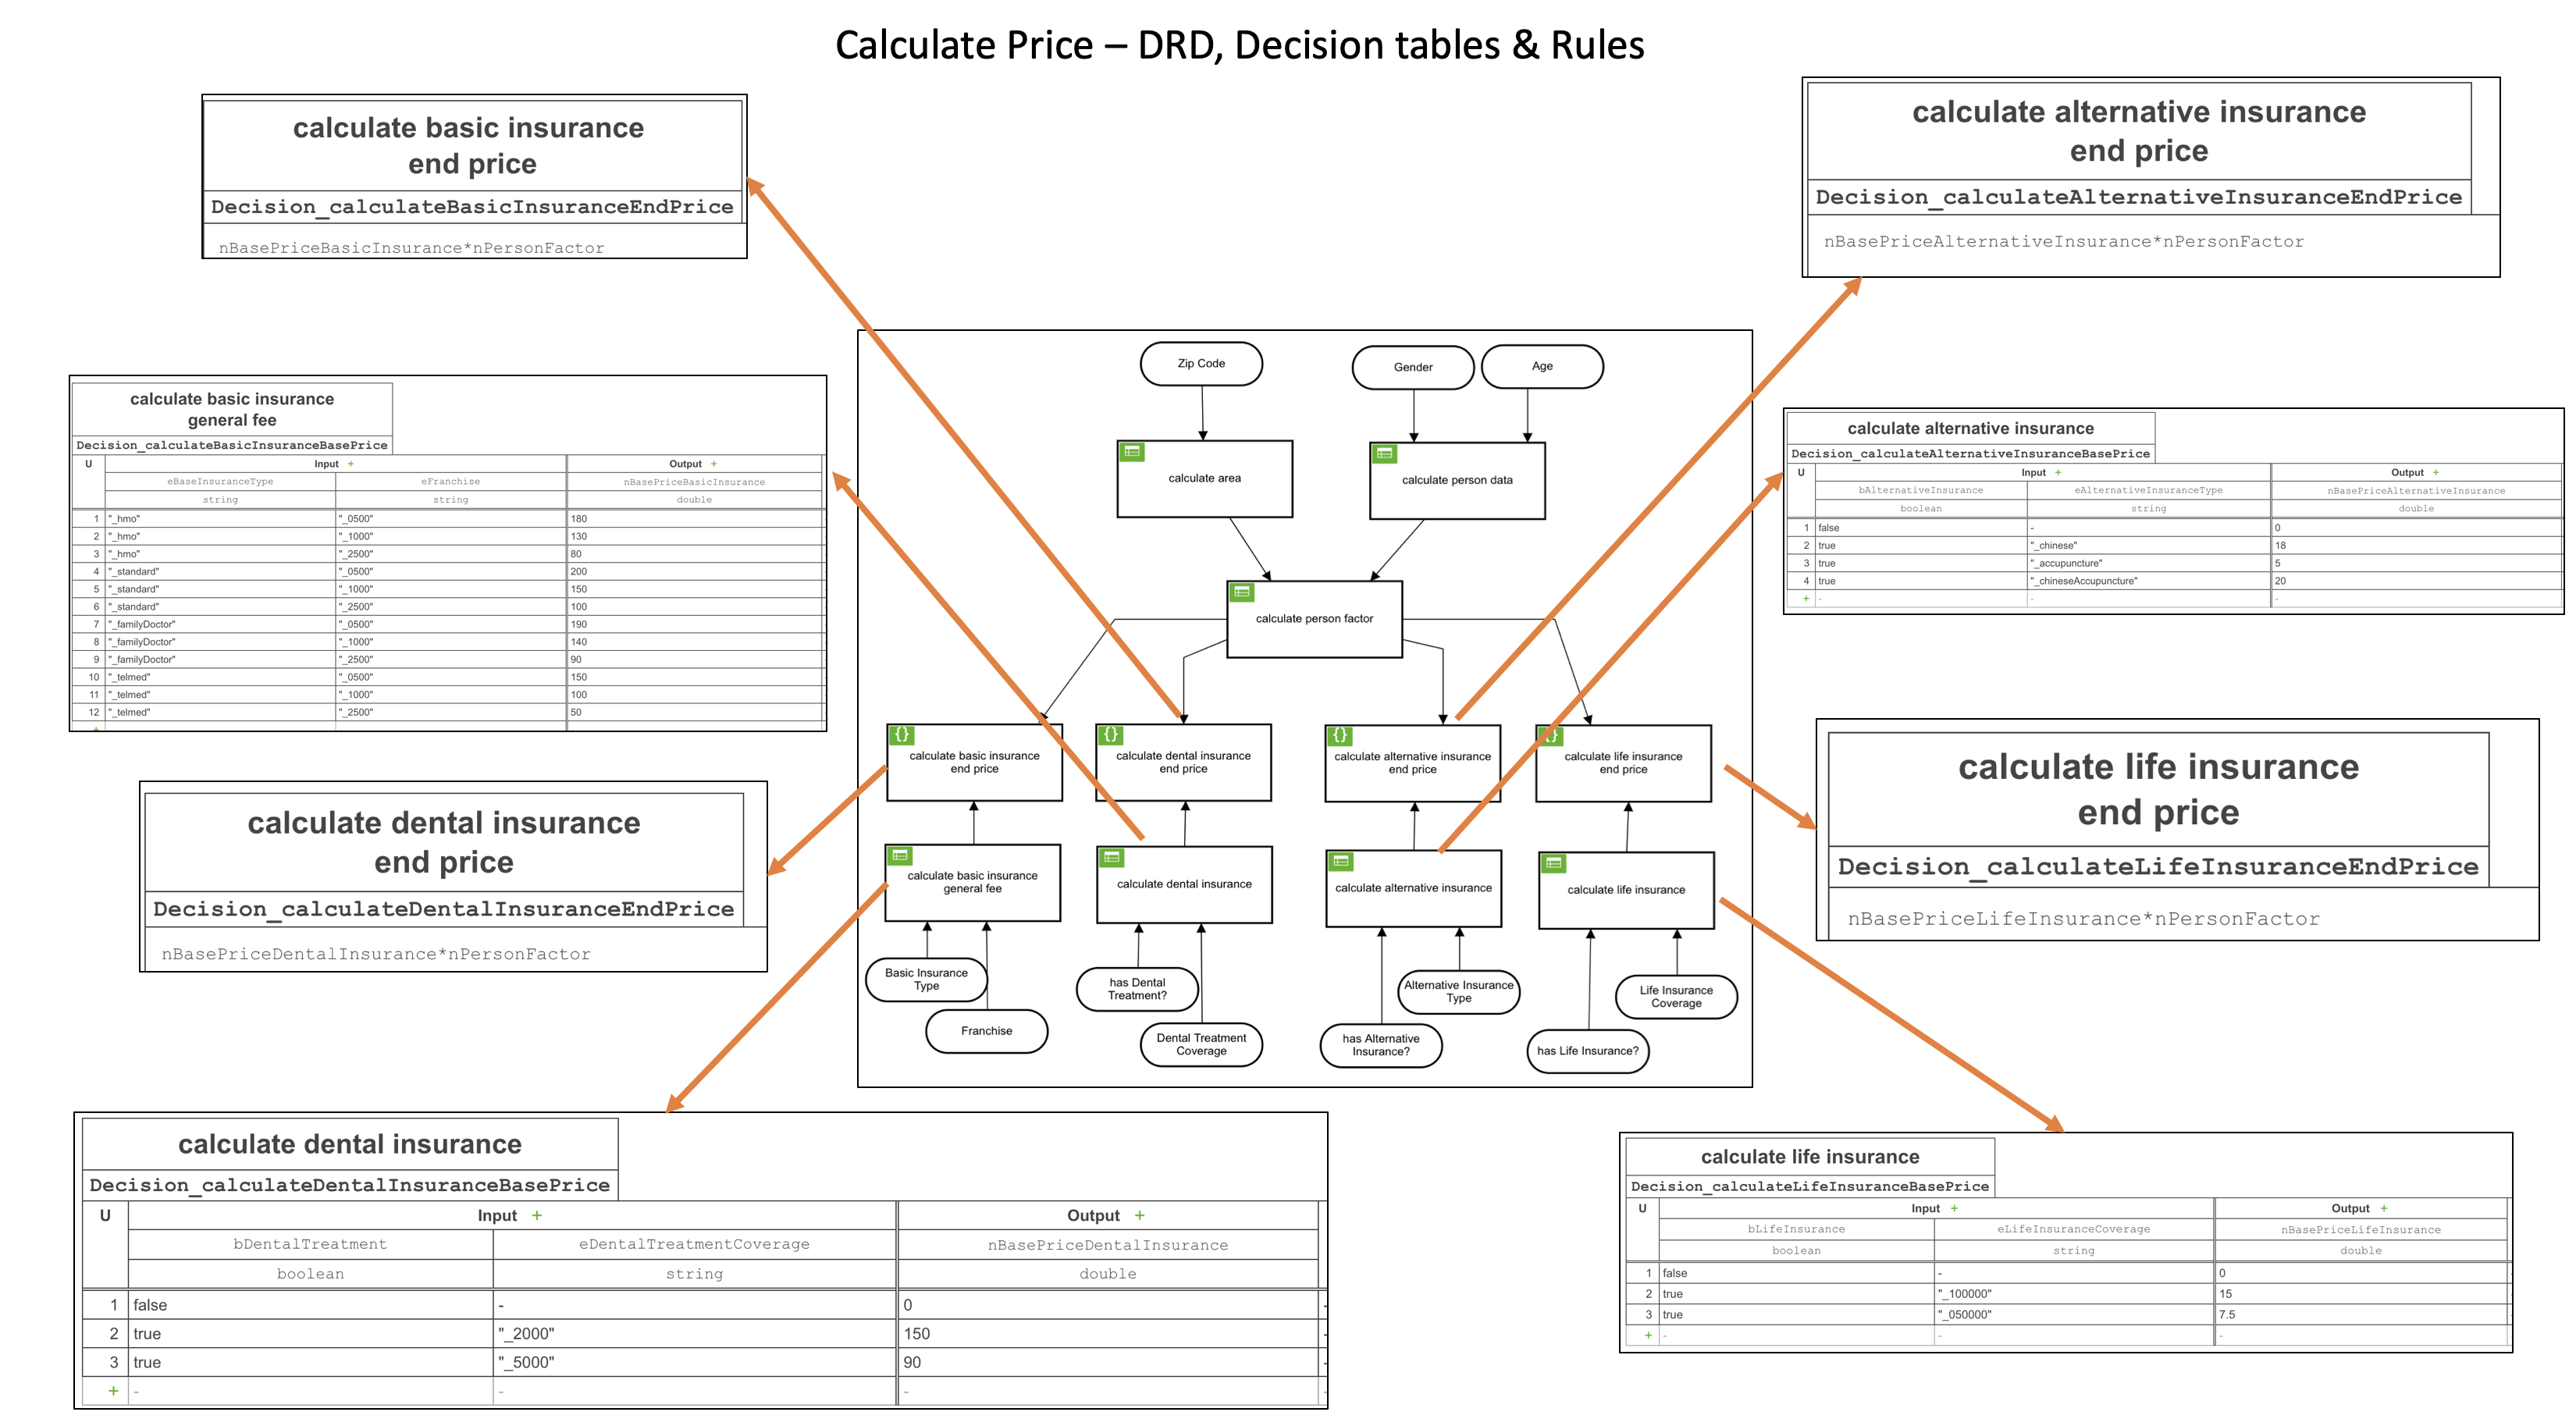 Calculate Price – DRD, Decision tables & Rules
calculate basic insurance
end price
Decision_calculateBasicInsuranceEndPrice
nBasePriceBasicInsurance*nPersonFactor
calculate alternative insurance
end price
Decision_calculateAlternativeInsuranceEndPrice
nBasePriceAlternativeInsurance*nPersonFactor
calculate basic insurance
general fee
Decision_calculateBasicInsuranceBasePrice
U Input + Output +
eBaseInsuranceType eFranchise nBasePriceBasicInsurance
string string double
1 "_hmo" "_0500" 180
2 "_hmo" "_1000" 130
3 "_hmo" "_2500" 80
4 "_standard" "_0500" 200
5 "_standard" "_1000" 150
6 "_standard" "_2500" 100
7 "_familyDoctor" "_0500" 190
8 "_familyDoctor" "_1000" 140
9 "_familyDoctor" "_2500" 90
10 "_telmed" "_0500" 150
11 "_telmed" "_1000" 100
12 "_telmed" "_2500" 50
+
Zip Code
Gender
Age
calculate area
calculate person data
calculate person factor
{}
calculate basic insurance
end price
{}
calculate dental insurance
end price
{}
calculate alternative insurance
end price
{}
calculate life insurance
end price
calculate basic insurance
general fee
calculate dental insurance
calculate alternative insurance
calculate life insurance
Basic Insurance
Type
Franchise
has Dental
Treatment?
Dental Treatment
Coverage
Alternative Insurance
Type
has Alternative
Insurance?
Life Insurance
Coverage
has Life Insurance?
calculate alternative insurance
Decision_calculateAlternativeInsuranceBasePrice
U Input + Output +
bAlternativeInsurance eAlternativeInsuranceType nBasePriceAlternativeInsurance
boolean string double
1 false - 0
2 true "_chinese" 18
3 true "_accupuncture" 5
4 true "_chineseAccupuncture" 20
+ - - -
calculate dental insurance
end price
Decision_calculateDentalInsuranceEndPrice
nBasePriceDentalInsurance*nPersonFactor
calculate life insurance
end price
Decision_calculateLifeInsuranceEndPrice
nBasePriceLifeInsurance*nPersonFactor
calculate dental insurance
Decision_calculateDentalInsuranceBasePrice
U Input + Output +
bDentalTreatment eDentalTreatmentCoverage nBasePriceDentalInsurance
boolean string double
1 false - 0 -
2 true "_2000" 150 -
3 true "_5000" 90 -
+ - - - -
calculate life insurance
Decision_calculateLifeInsuranceBasePrice
U Input + Output +
bLifeInsurance eLifeInsuranceCoverage nBasePriceLifeInsurance
boolean string double
1 false - 0
2 true "_100000" 15
3 true "_050000" 7.5
+ - - -